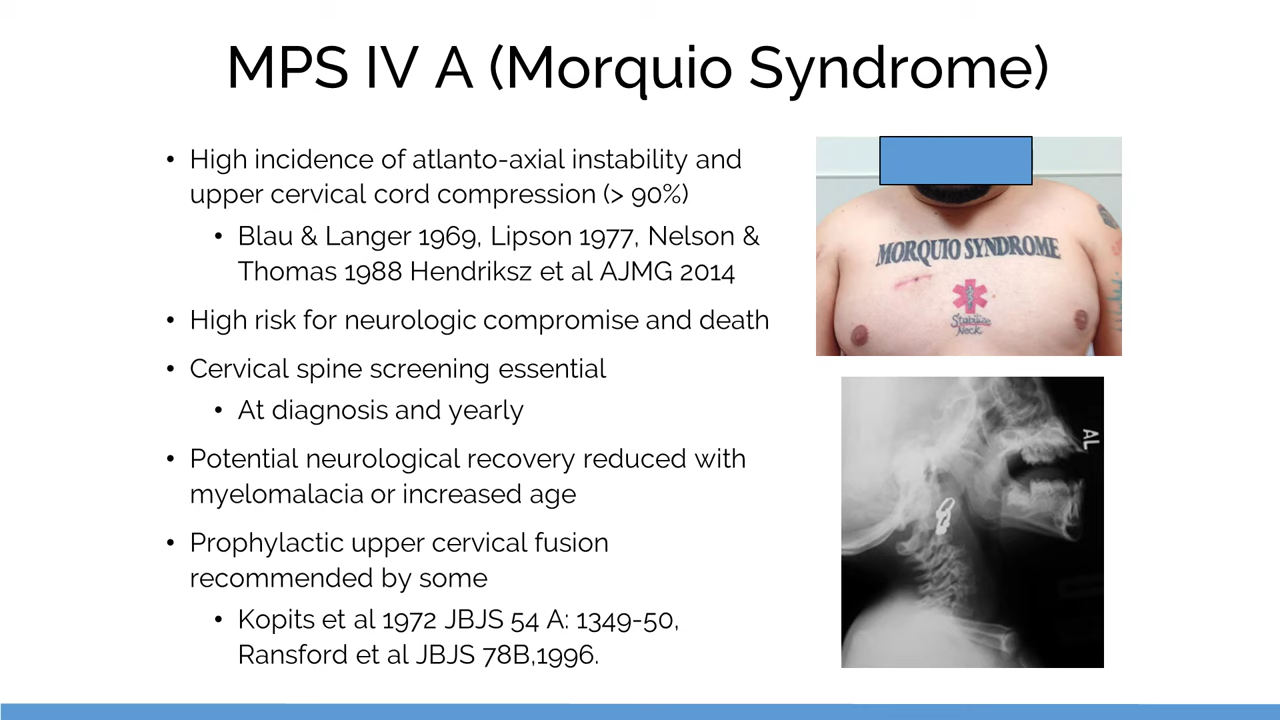 MPS IV A (Morquio Syndrome)
• High incidence of atlanto-axial instability and
upper cervical cord compression (> 90%)
• Blau & Langer 1969, Lipson 1977, Nelson &
Thomas 1988 Hendriksz et al AJMG 2014
• High risk for neurologic compromise and death
• Cervical spine screening essential
• At diagnosis and yearly
• Potential neurological recovery reduced with
myelomalacia or increased age
• Prophylactic upper cervical fusion
recommended by some
• Kopits et al 1972 JBJS 54 A: 1349-50,
Ransford et al JBJS 78B,1996.
MORQUIO SYNDROME
Stabilize
Neck
AL